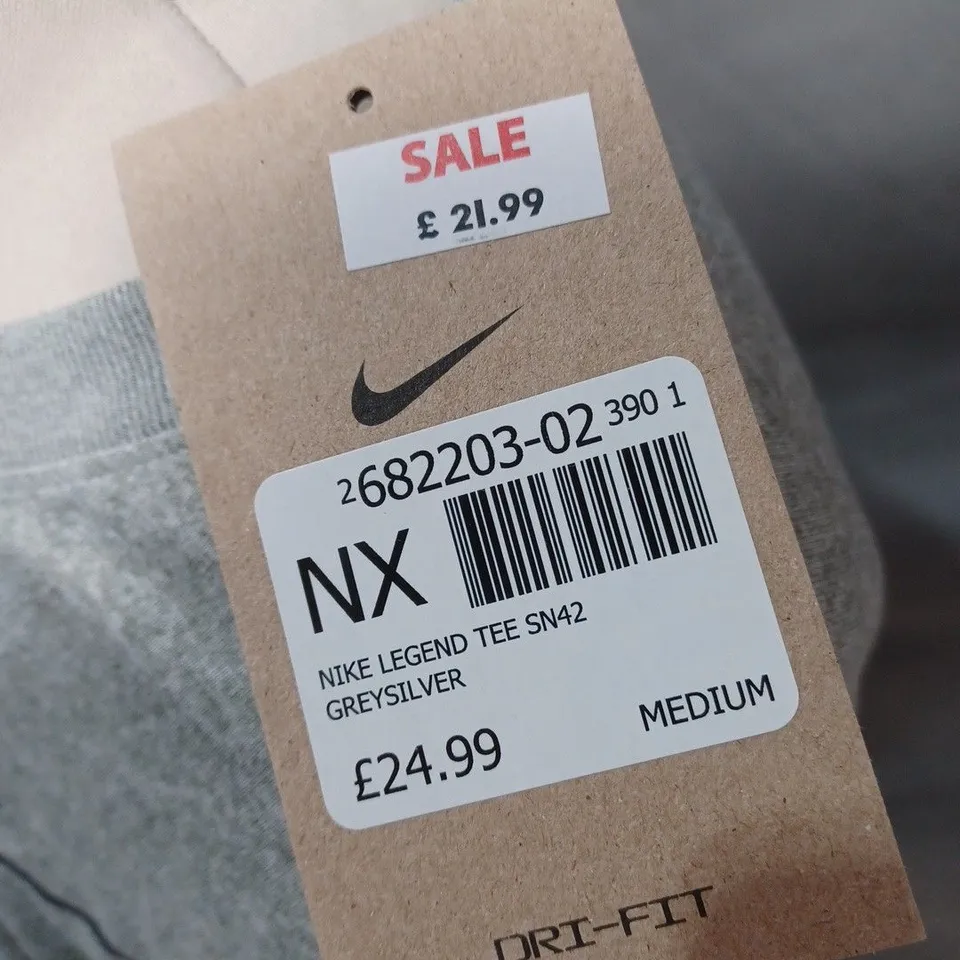 SALE
£ 21.99
2682203-02 390 1
NX
NIKE LEGEND TEE SN42
GREYSILVER
£24.99
MEDIUM
DRI-FIT